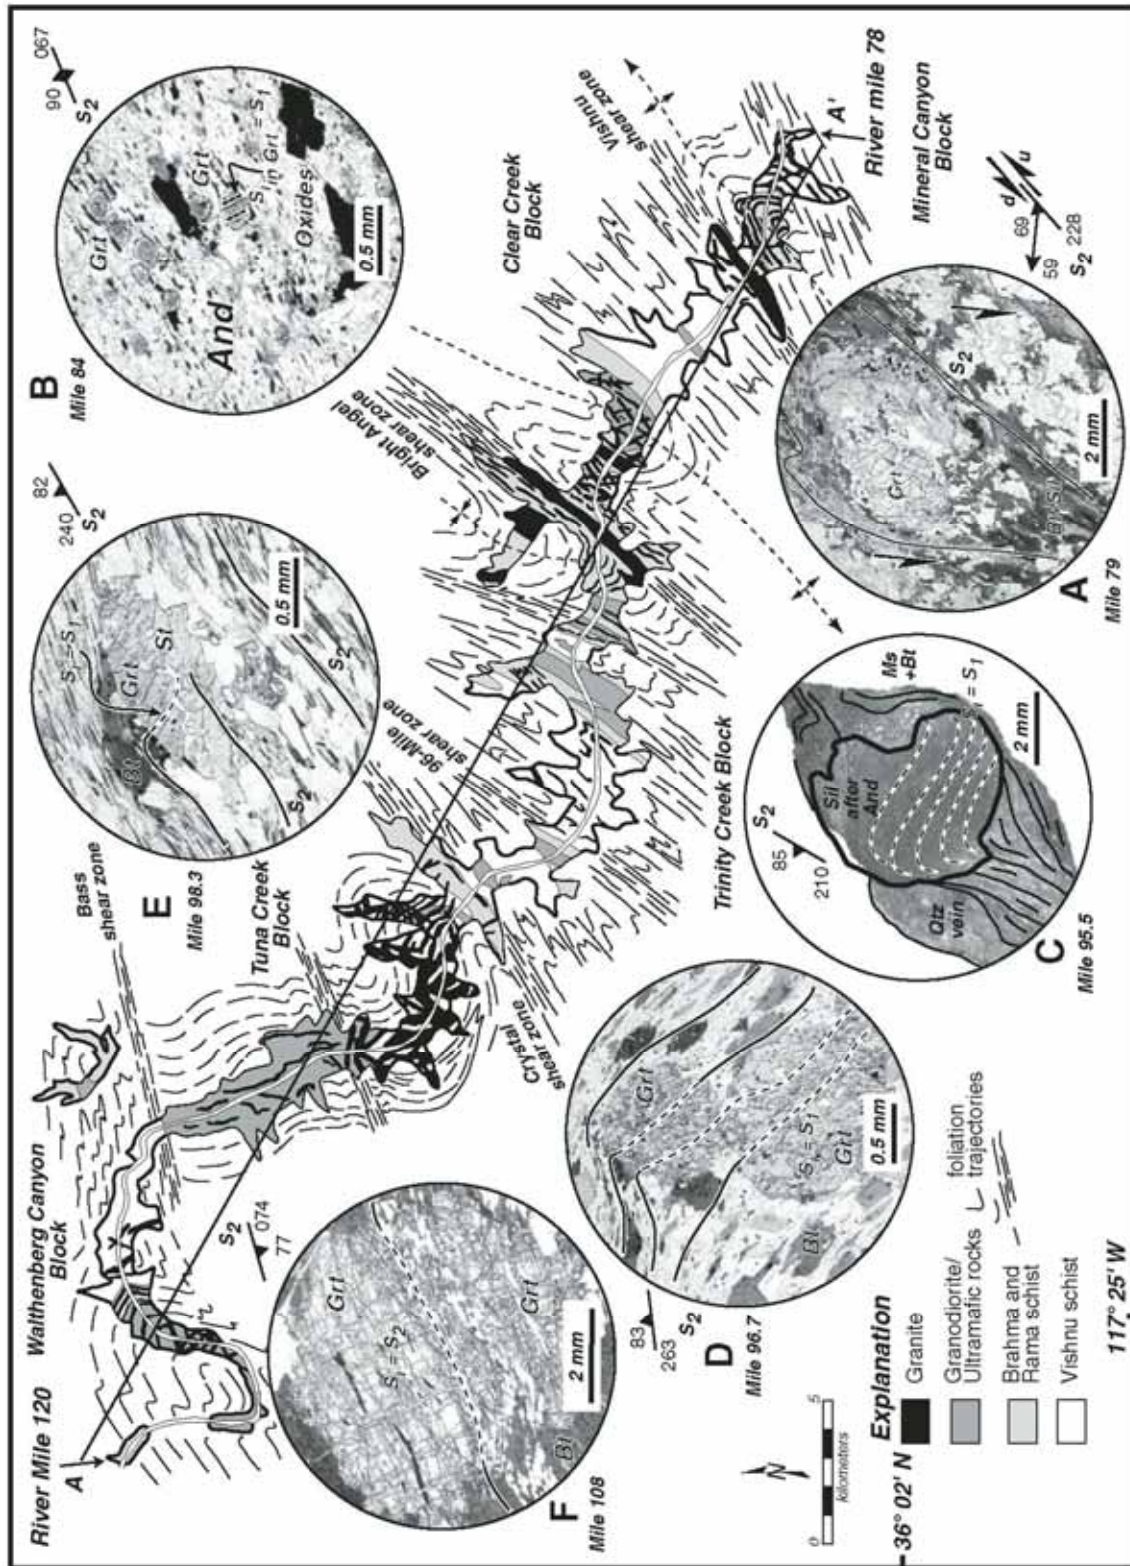 River Mile 120
A
Walthenberg Canyon
Block
Bass
shear zone
E
Mile 98.3
Tuna Creek
Block
S₂
240
82
Sᵢ = S₁
Grt
Bt
St
S₂
S₂
0.5 mm
B
Mile 84
Grt
And
Grt
Sᵢ in Grt = S₁
Oxides
0.5 mm
90
067
S₂
96-Mile
shear zone
Bright Angel
shear zone
Clear Creek
Block
Vishnu
shear zone
A'
River mile 78
Mineral Canyon
Block
Crystal
shear zone
Trinity Creek Block
S₂
074
77
F
Mile 108
Grt
Sᵢ = S₂
Grt
Bt
2 mm
83
263
S₂
D
Mile 96.7
Grt
Sᵢ = S₁
Grt
Bt
0.5 mm
85
S₂
210
C
Mile 95.5
Sil
after
And
Qtz
vein
Ms
+Bt
Sᵢ = S₁
2 mm
A
Mile 79
Grt
S₂
2 mm
59
69
S₂
228
d
u
N
0
5
kilometers
36° 02' N
117° 25' W
Explanation
Granite
Granodiorite/
Ultramafic rocks
Brahma and
Rama schist
Vishnu schist
foliation
trajectories